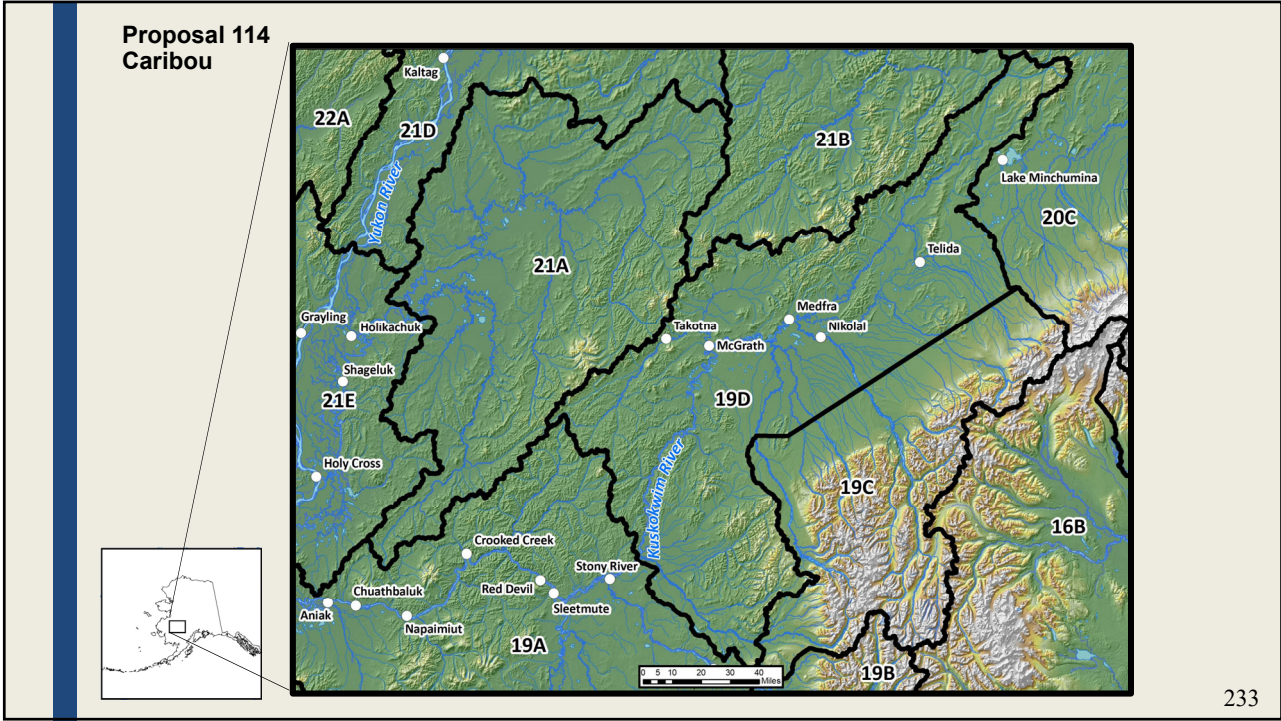 Proposal 114
Caribou
Kaltag
22A
21D
21B
Lake Minchumina
20C
Yukon River
Telida
21A
Medfra
Grayling
Holikachuk
Takotna
Nikolai
McGrath
Shageluk
21E
19D
Holy Cross
Kuskokwim River
19C
16B
Crooked Creek
Stony River
Red Devil
Chuathbaluk
Aniak
Sleetmute
Napaimiut
19A
19B
0 5 10 20 30 40
Miles
233